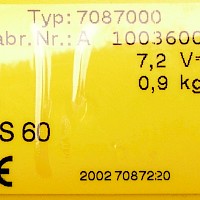 Typ: 7087000
abr.Nr.: A 1003600
7,2 V=
0,9 kg
S 60
CE
2002 7087220